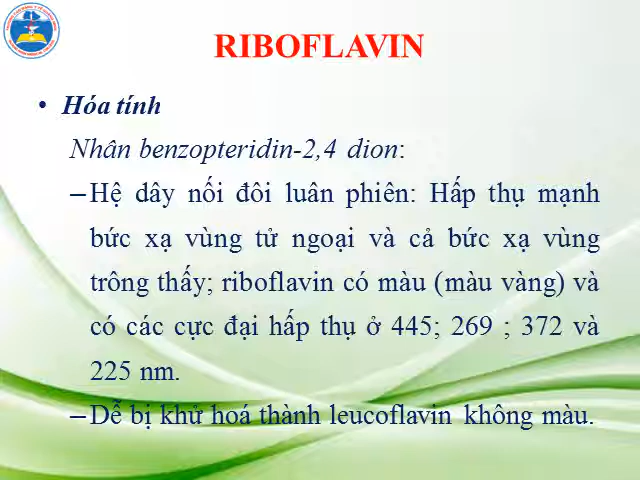 RIBOFLAVIN
• Hóa tính
Nhân benzopteridin-2,4 dion:
– Hệ dây nối đôi luân phiên: Hấp thụ mạnh
bức xạ vùng tử ngoại và cả bức xạ vùng
trông thấy; riboflavin có màu (màu vàng) và
có các cực đại hấp thụ ở 445; 269 ; 372 và
225 nm.
– Dễ bị khử hoá thành leucoflavin không màu.